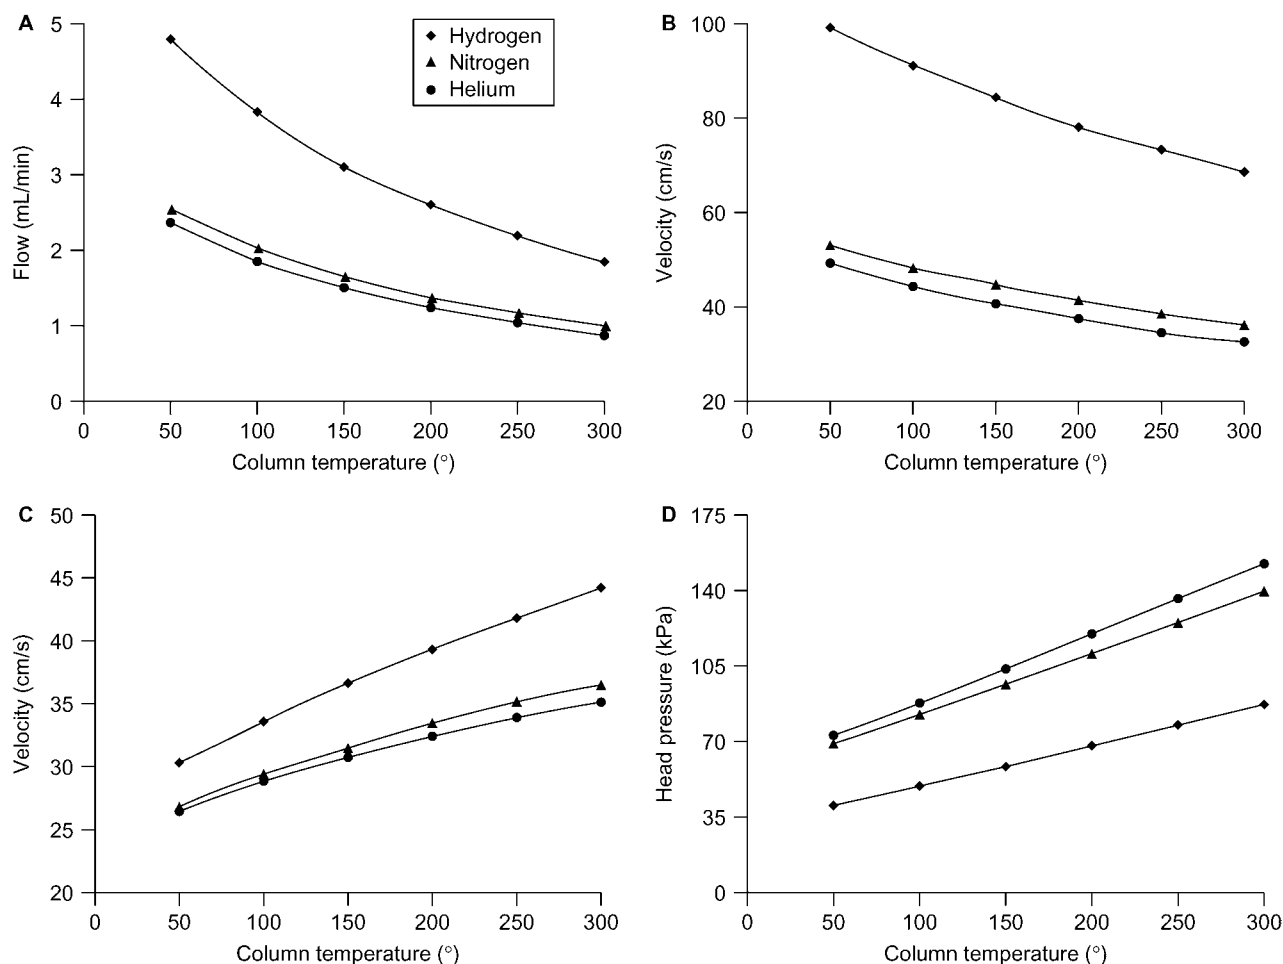 A
5
4
3
2
1
0
Flow (mL/min)
0 50 100 150 200 250 300
Column temperature (°)
Hydrogen
Nitrogen
Helium
B
100
80
60
40
20
Velocity (cm/s)
0 50 100 150 200 250 300
Column temperature (°)
C
50
45
40
35
30
25
20
Velocity (cm/s)
0 50 100 150 200 250 300
Column temperature (°)
D
175
140
105
70
35
0
Head pressure (kPa)
0 50 100 150 200 250 300
Column temperature (°)